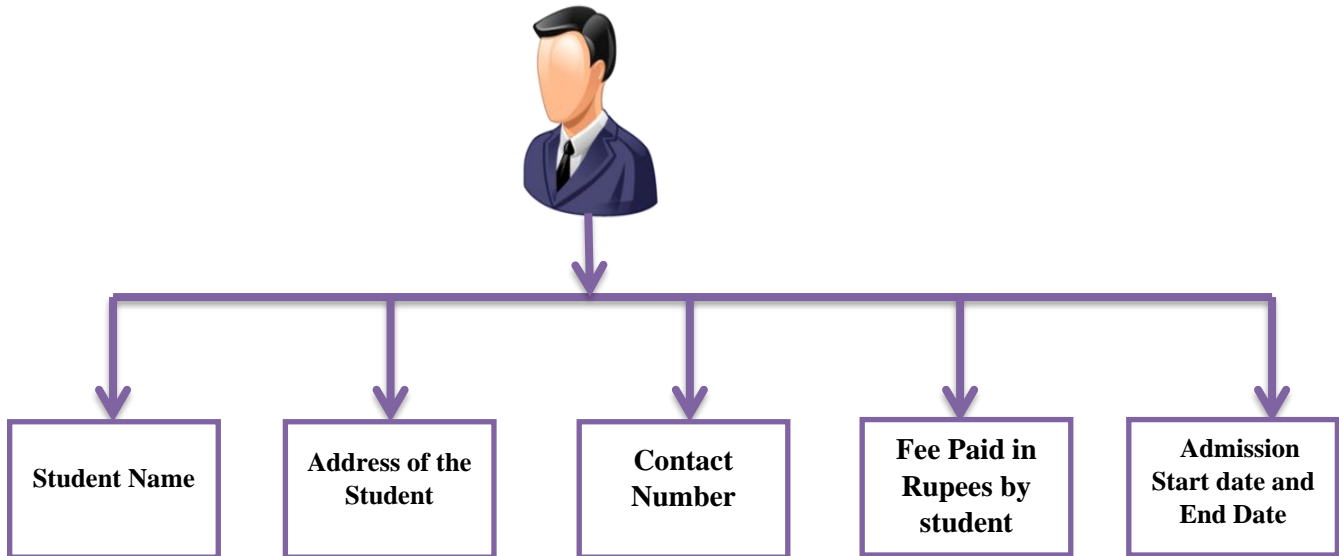 Student Name
Address of the
Student
Contact
Number
Fee Paid in
Rupees by
student
Admission
Start date and
End Date